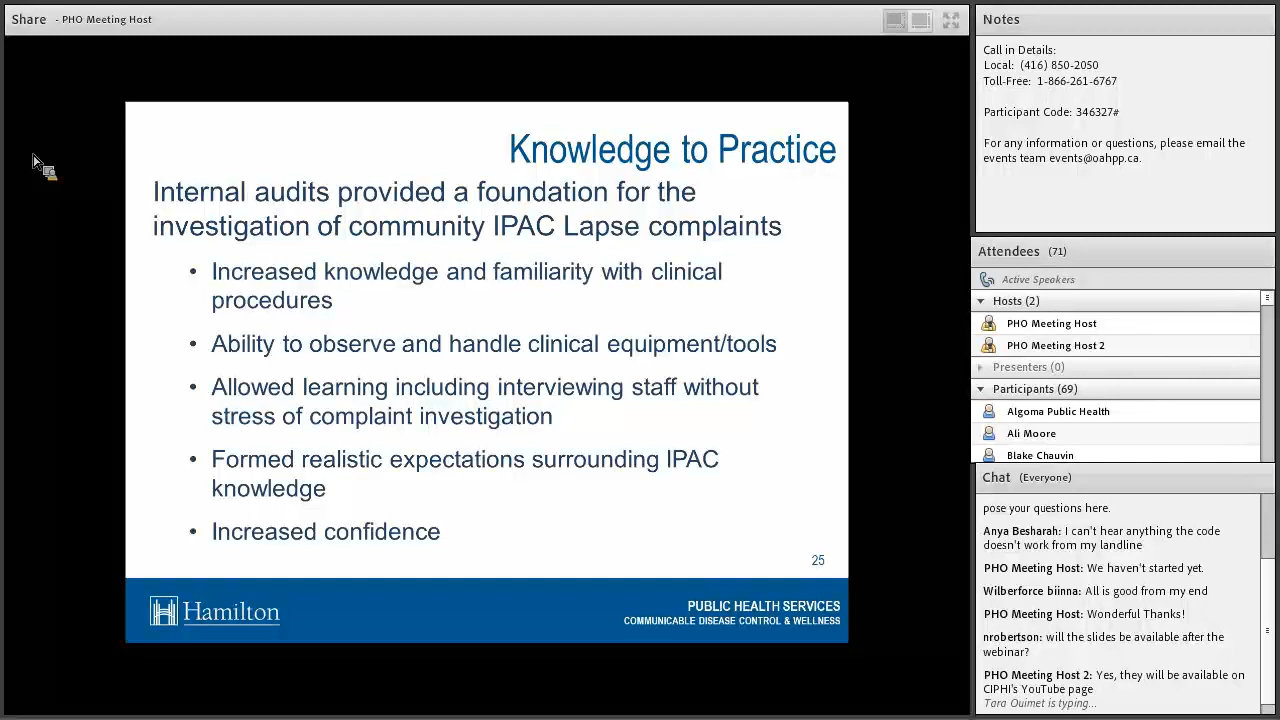 Share - PHO Meeting Host
Knowledge to Practice
Internal audits provided a foundation for the
investigation of community IPAC Lapse complaints
• Increased knowledge and familiarity with clinical
procedures
• Ability to observe and handle clinical equipment/tools
• Allowed learning including interviewing staff without
stress of complaint investigation
• Formed realistic expectations surrounding IPAC
knowledge
• Increased confidence
25
Hamilton
PUBLIC HEALTH SERVICES
COMMUNICABLE DISEASE CONTROL & WELLNESS
Notes
Call in Details:
Local: (416) 850-2050
Toll-Free: 1-866-261-6767
Participant Code: 346327#
For any information or questions, please email the
events team events@oahpp.ca.
Attendees (71)
Active Speakers
Hosts (2)
PHO Meeting Host
PHO Meeting Host 2
Presenters (0)
Participants (69)
Algoma Public Health
Ali Moore
Blake Chauvin
Chat (Everyone)
pose your questions here.
Anya Besharah: I can't hear anything the code
doesn't work from my landline
PHO Meeting Host: We haven't started yet.
Wilberforce biinna: All is good from my end
PHO Meeting Host: Wonderful Thanks!
nrobertson: will the slides be available after the
webinar?
PHO Meeting Host 2: Yes, they will be available on
CIPHI's YouTube page
Tara Ouimet is typing...